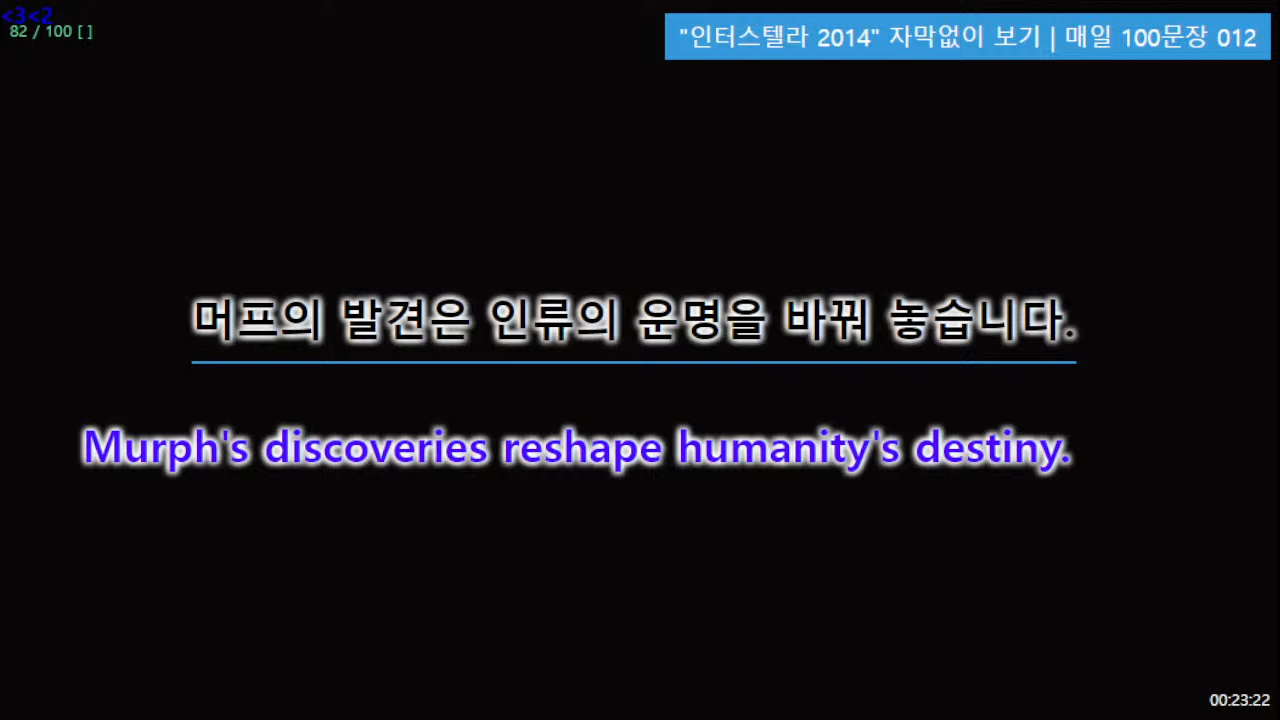 <3<2
82 / 100 [ ]
"인터스텔라 2014" 자막없이 보기 | 매일 100문장 012
머프의 발견은 인류의 운명을 바꿔 놓습니다.
Murph's discoveries reshape humanity's destiny.
00:23:22